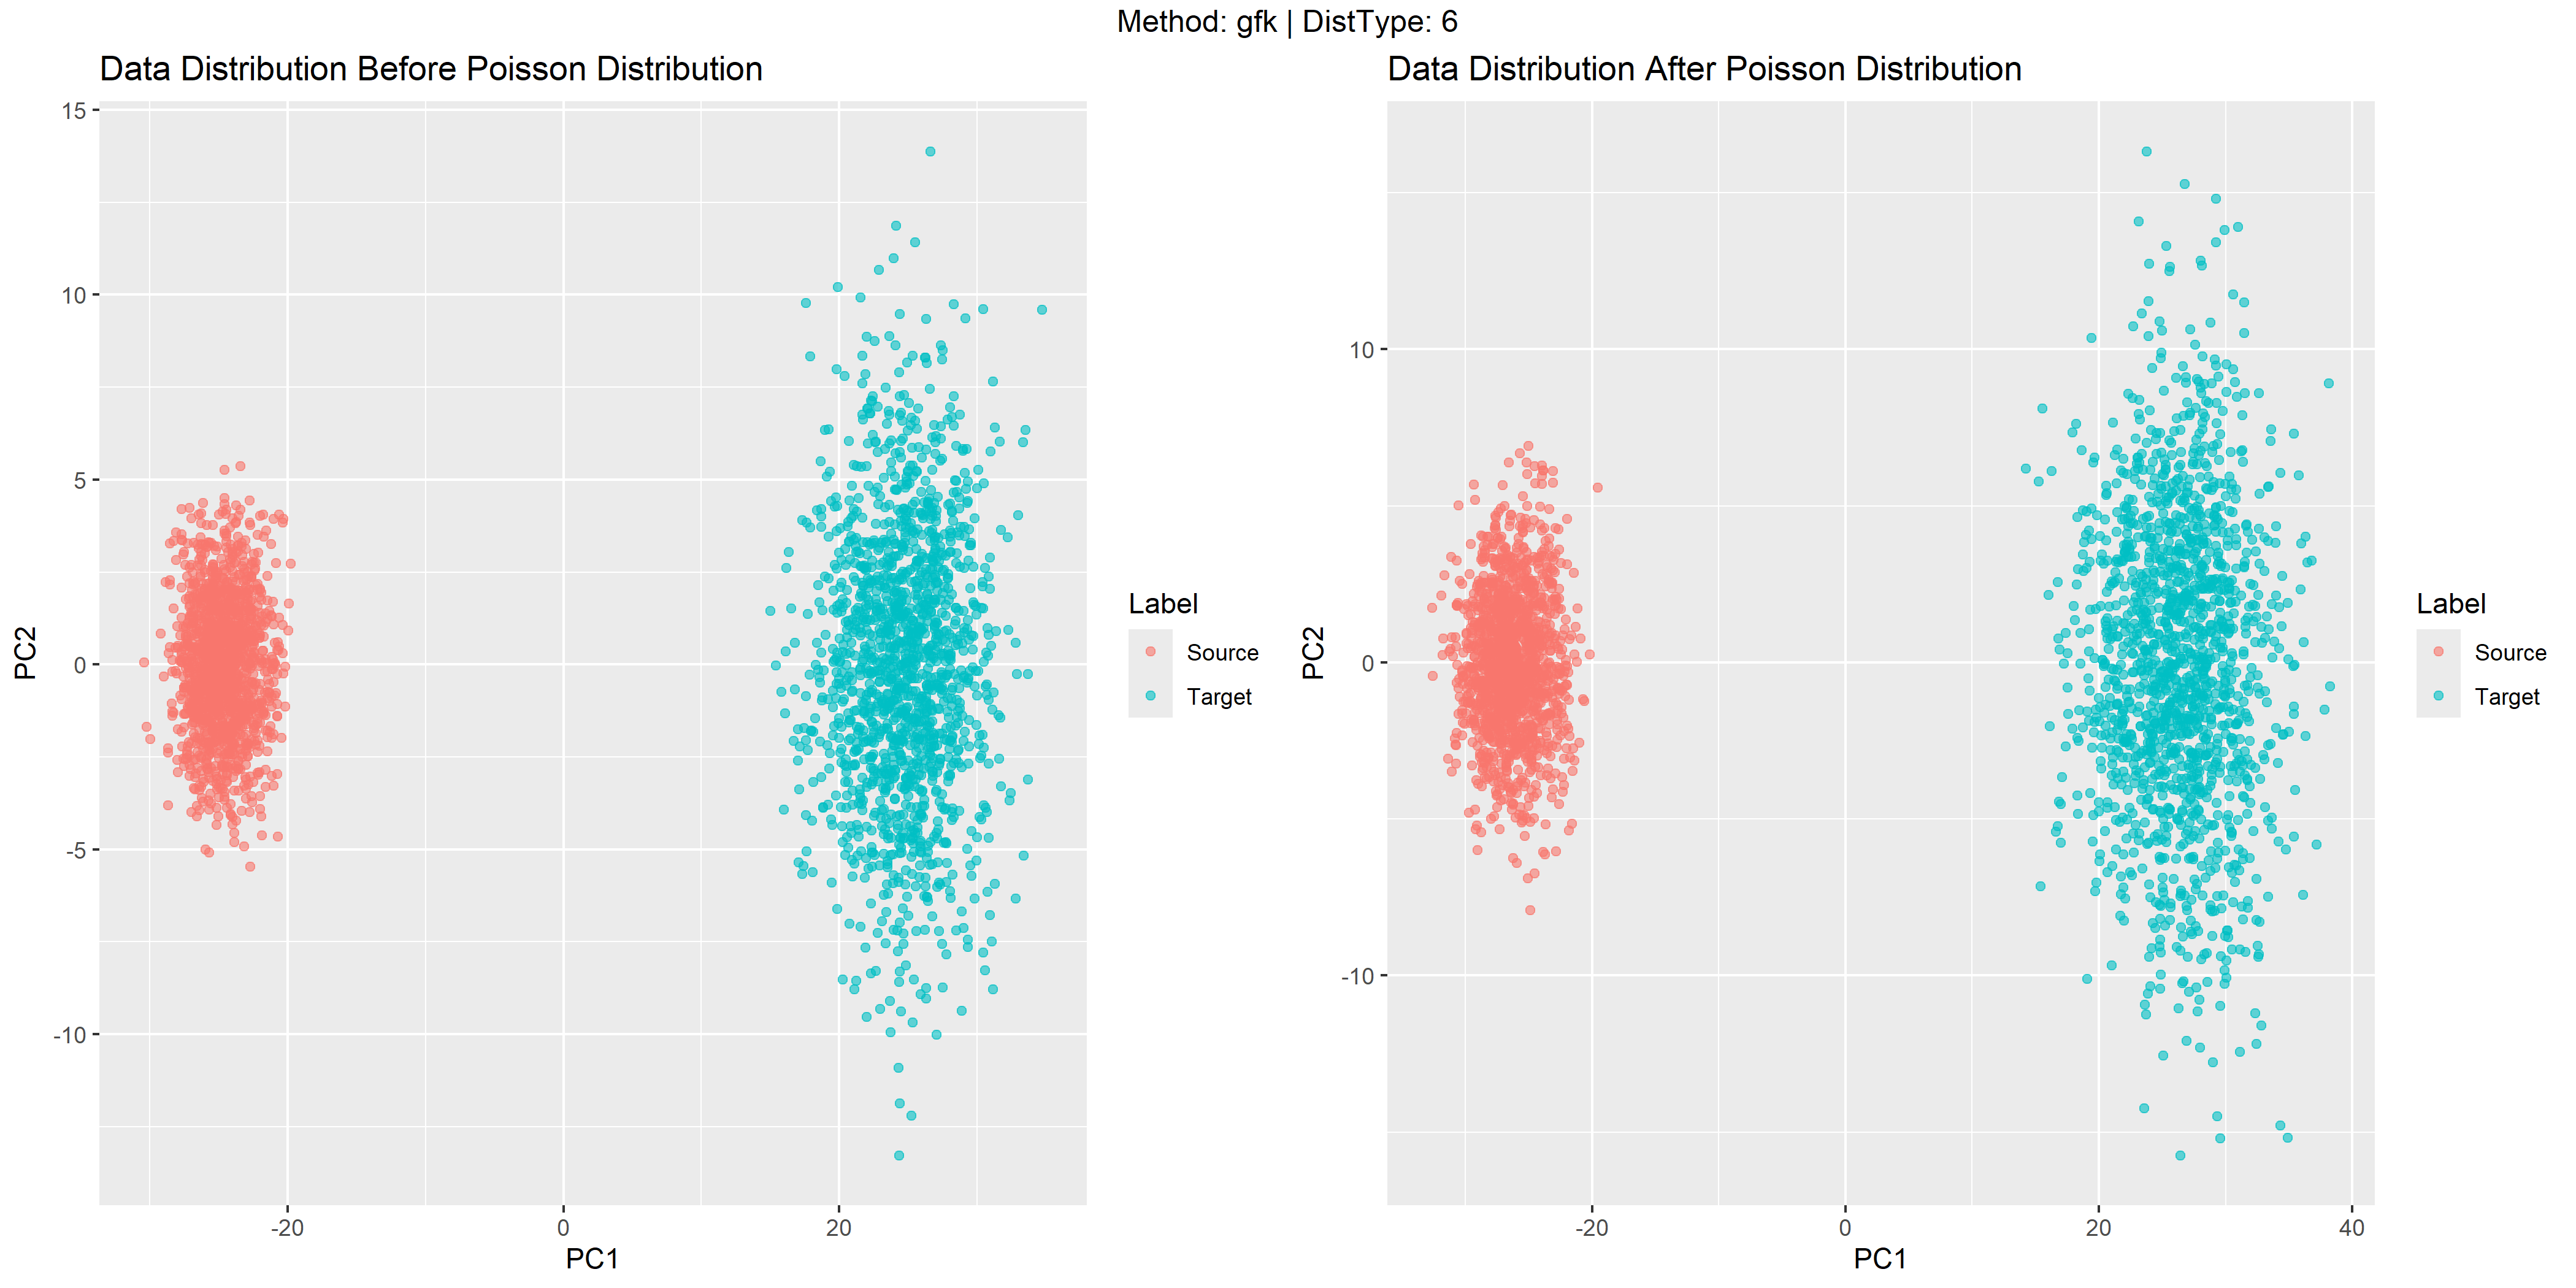 Method: gfk | DistType: 6
Data Distribution Before Poisson Distribution
15
10
5
0
-5
-10
PC2
-20
0
20
PC1
Label
Source
Target
Data Distribution After Poisson Distribution
10
0
-10
PC2
-20
0
20
40
PC1
Label
Source
Target